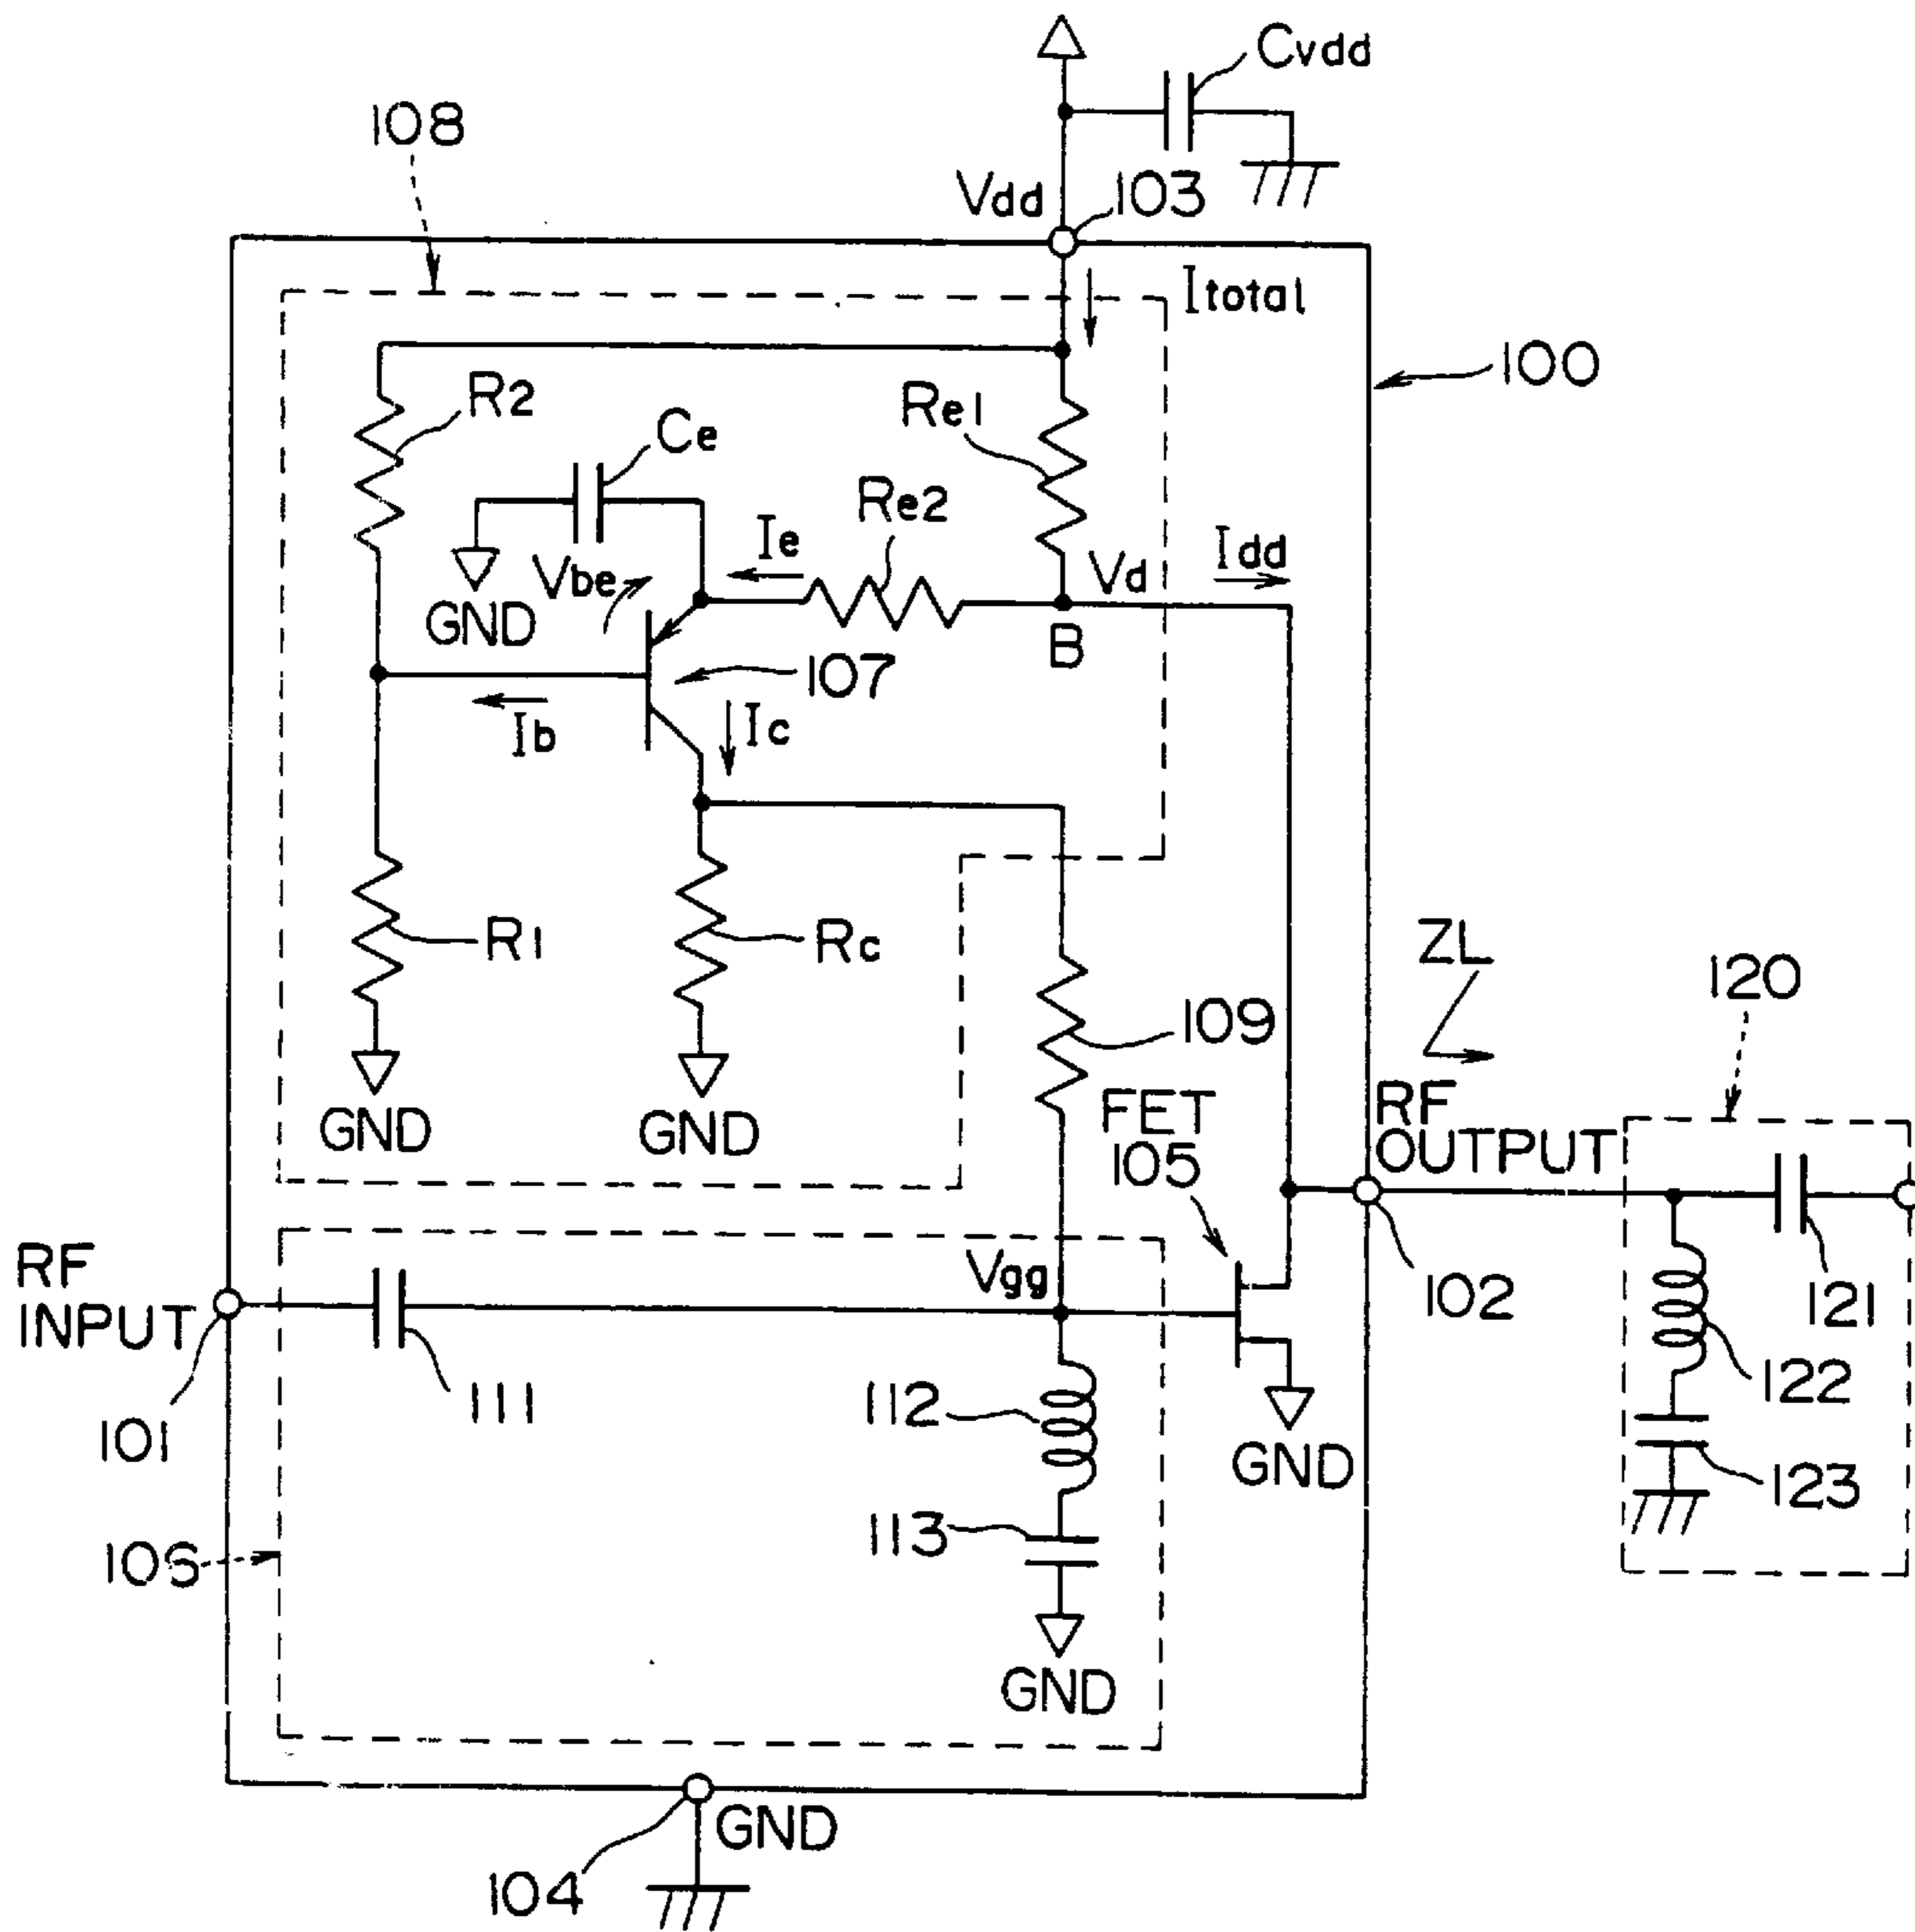 Cvdd
108
Vdd
103
Itotal
100
R2
Re1
Ce
Re2
Ie
Vd
Idd
Vbe
GND
B
107
Ib
Ic
R1
Rc
ZL
120
109
GND
GND
FET
105
RF
OUTPUT
RF
INPUT
Vgg
102
121
101
111
112
122
GND
123
113
106
GND
GND
104